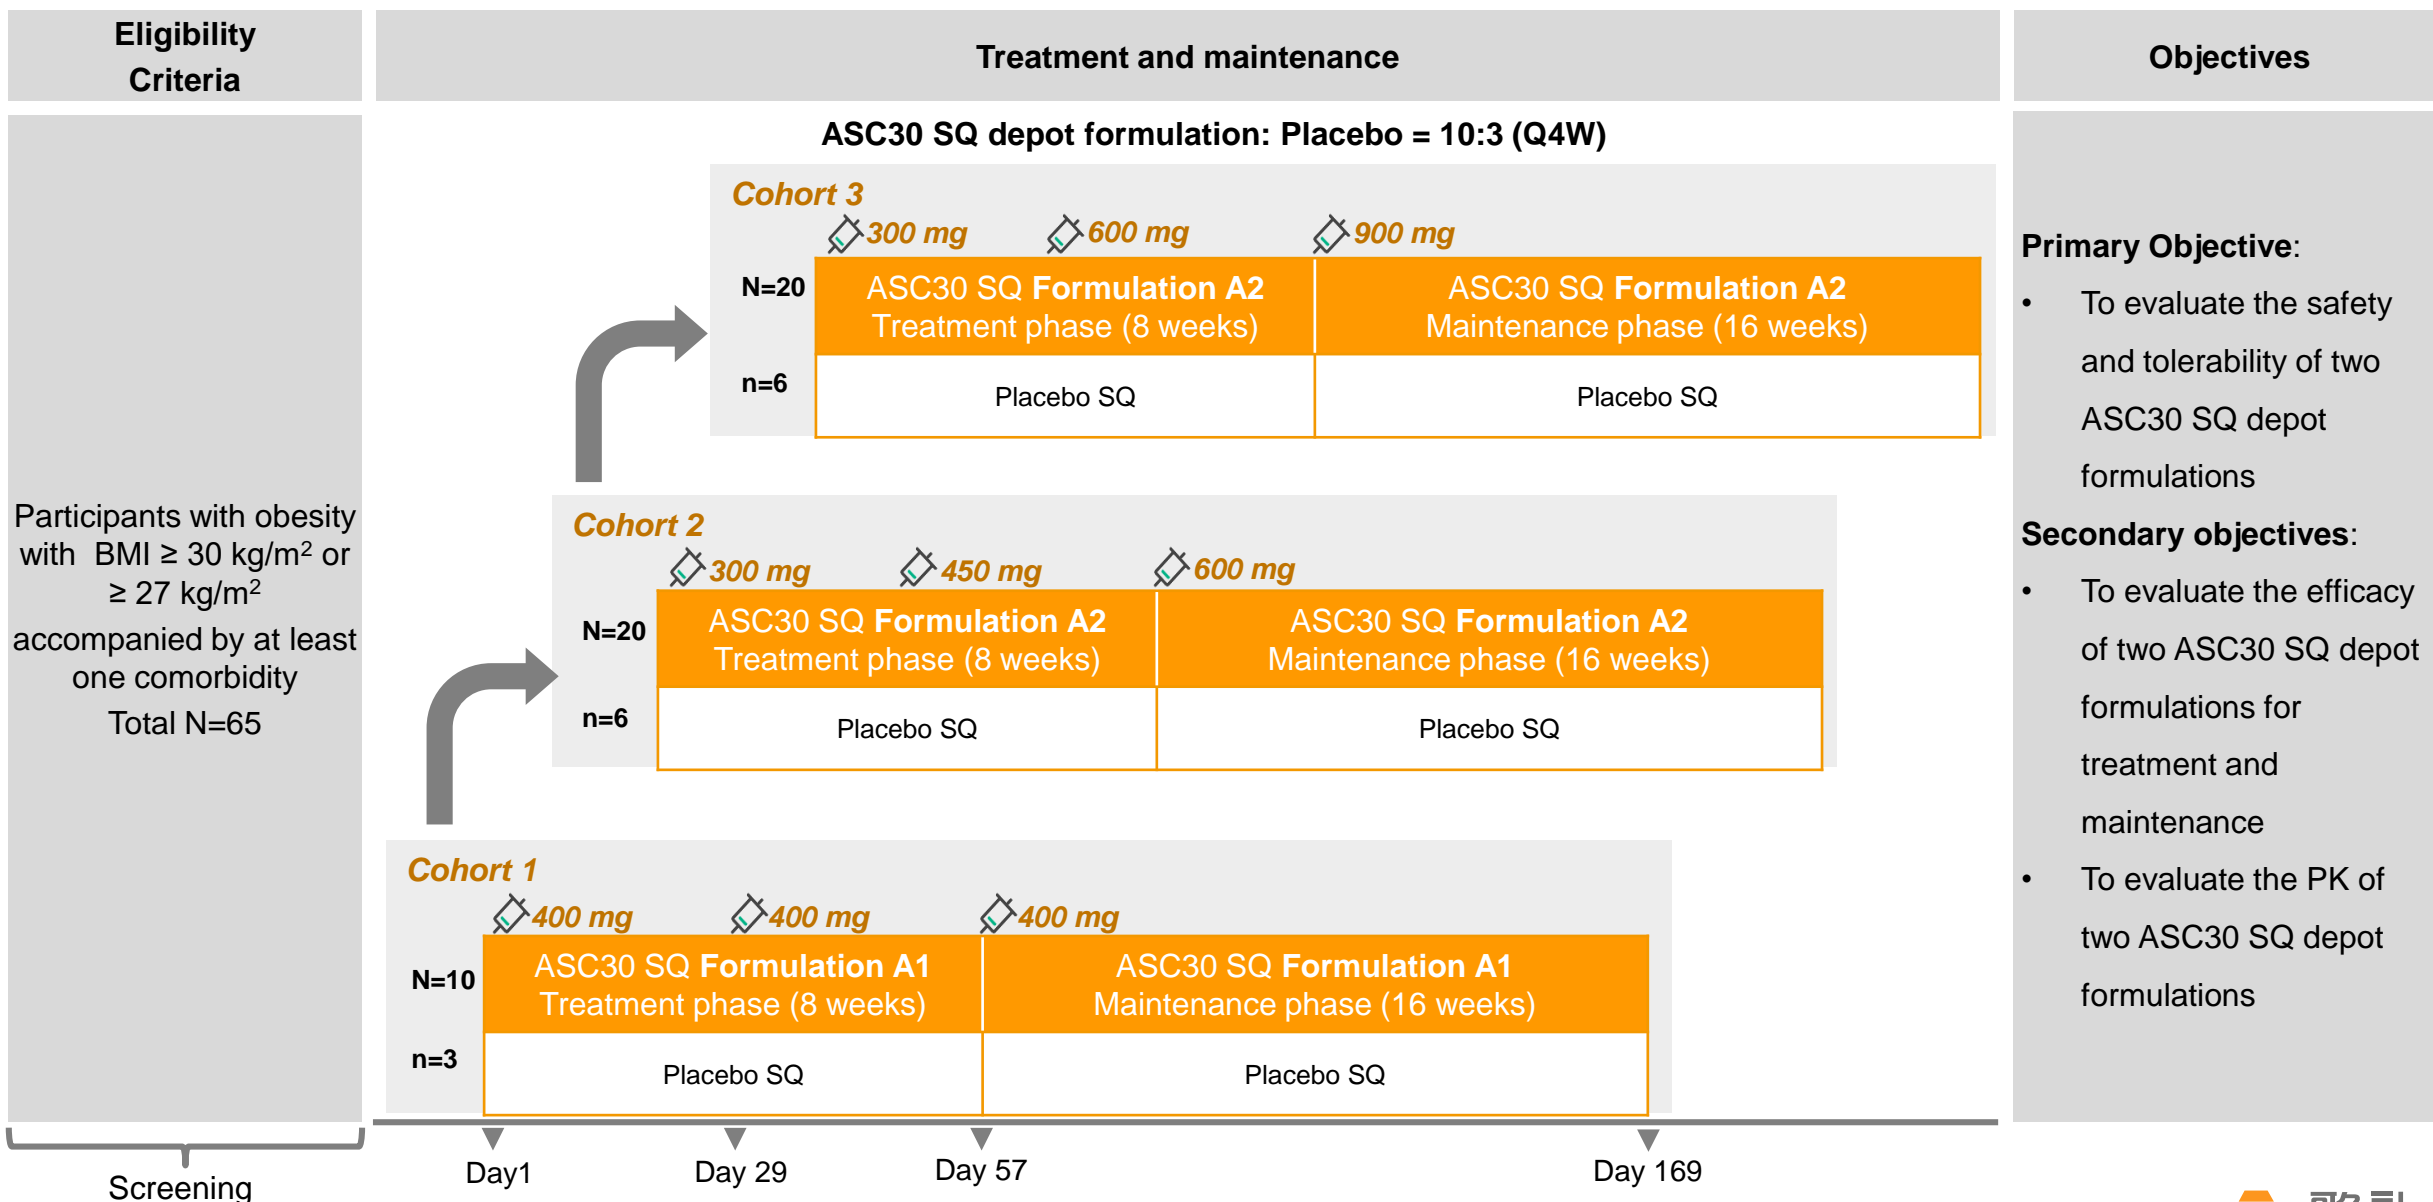 Eligibility
Criteria
Treatment and maintenance
Objectives
Participants with obesity
with BMI ≥ 30 kg/m² or
≥ 27 kg/m²
accompanied by at least
one comorbidity
Total N=65
ASC30 SQ depot formulation: Placebo = 10:3 (Q4W)
Cohort 3
300 mg
600 mg
900 mg
N=20
ASC30 SQ Formulation A2
Treatment phase (8 weeks)
ASC30 SQ Formulation A2
Maintenance phase (16 weeks)
n=6
Placebo SQ
Placebo SQ
Cohort 2
300 mg
450 mg
600 mg
N=20
ASC30 SQ Formulation A2
Treatment phase (8 weeks)
ASC30 SQ Formulation A2
Maintenance phase (16 weeks)
n=6
Placebo SQ
Placebo SQ
Cohort 1
400 mg
400 mg
400 mg
N=10
ASC30 SQ Formulation A1
Treatment phase (8 weeks)
ASC30 SQ Formulation A1
Maintenance phase (16 weeks)
n=3
Placebo SQ
Placebo SQ
Primary Objective:
• To evaluate the safety
and tolerability of two
ASC30 SQ depot
formulations
Secondary objectives:
• To evaluate the efficacy
of two ASC30 SQ depot
formulations for
treatment and
maintenance
• To evaluate the PK of
two ASC30 SQ depot
formulations
Screening
Day1
Day 29
Day 57
Day 169